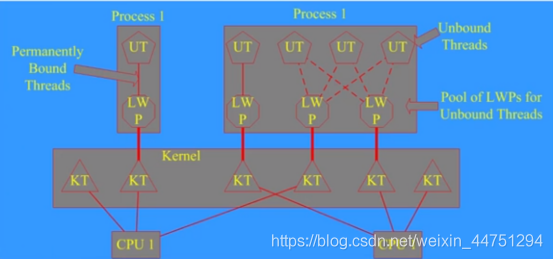 Process 1
Process 1
Unbound
Threads
Permanently
Bound
Threads
UT
UT
UT
UT
UT
LW
P
LW
P
LW
P
LW
P
Pool of LWPs for
Unbound Threads
Kernel
KT
KT
KT
KT
KT
KT
CPU 1
CPU 1
https://blog.csdn.net/weixin_44751294